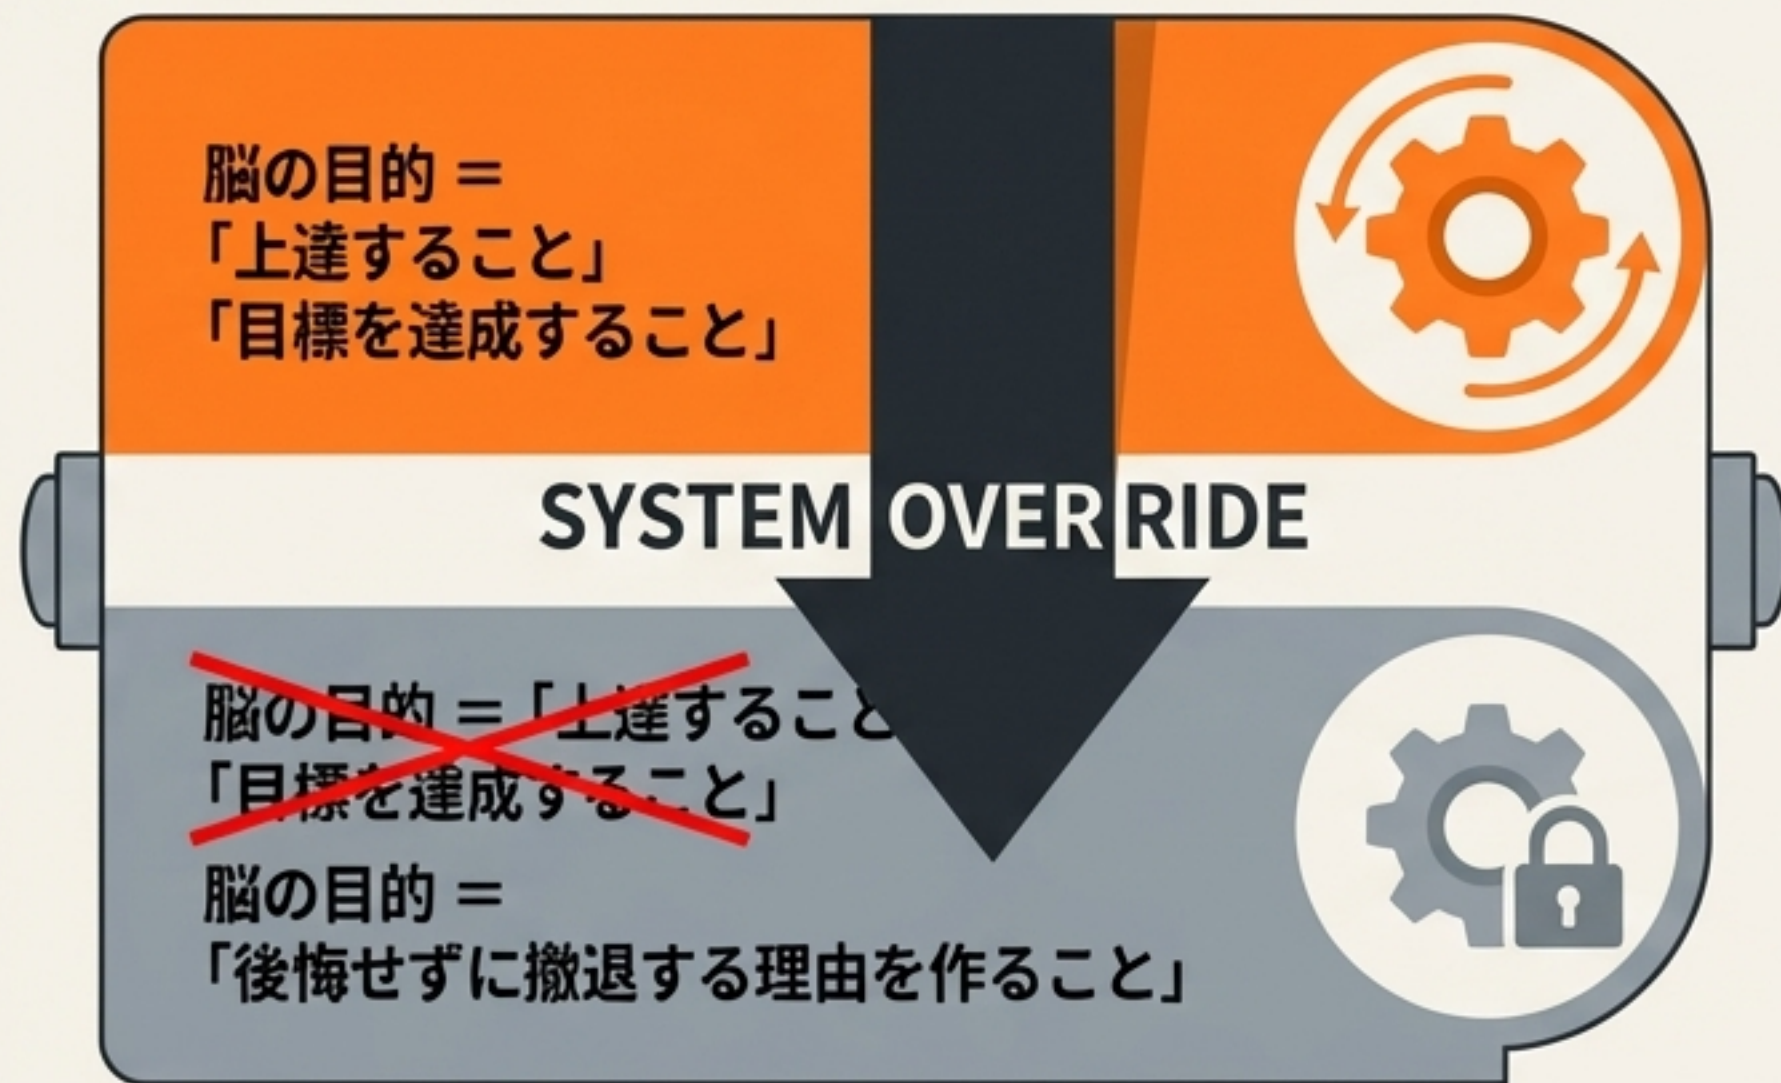 脳の目的 =
「上達すること」
「目標を達成すること」
SYSTEM OVERRIDE
脳の目的 = 「上達すること
「目標を達成すること」
脳の目的 =
「後悔せずに撤退する理由を作ること」